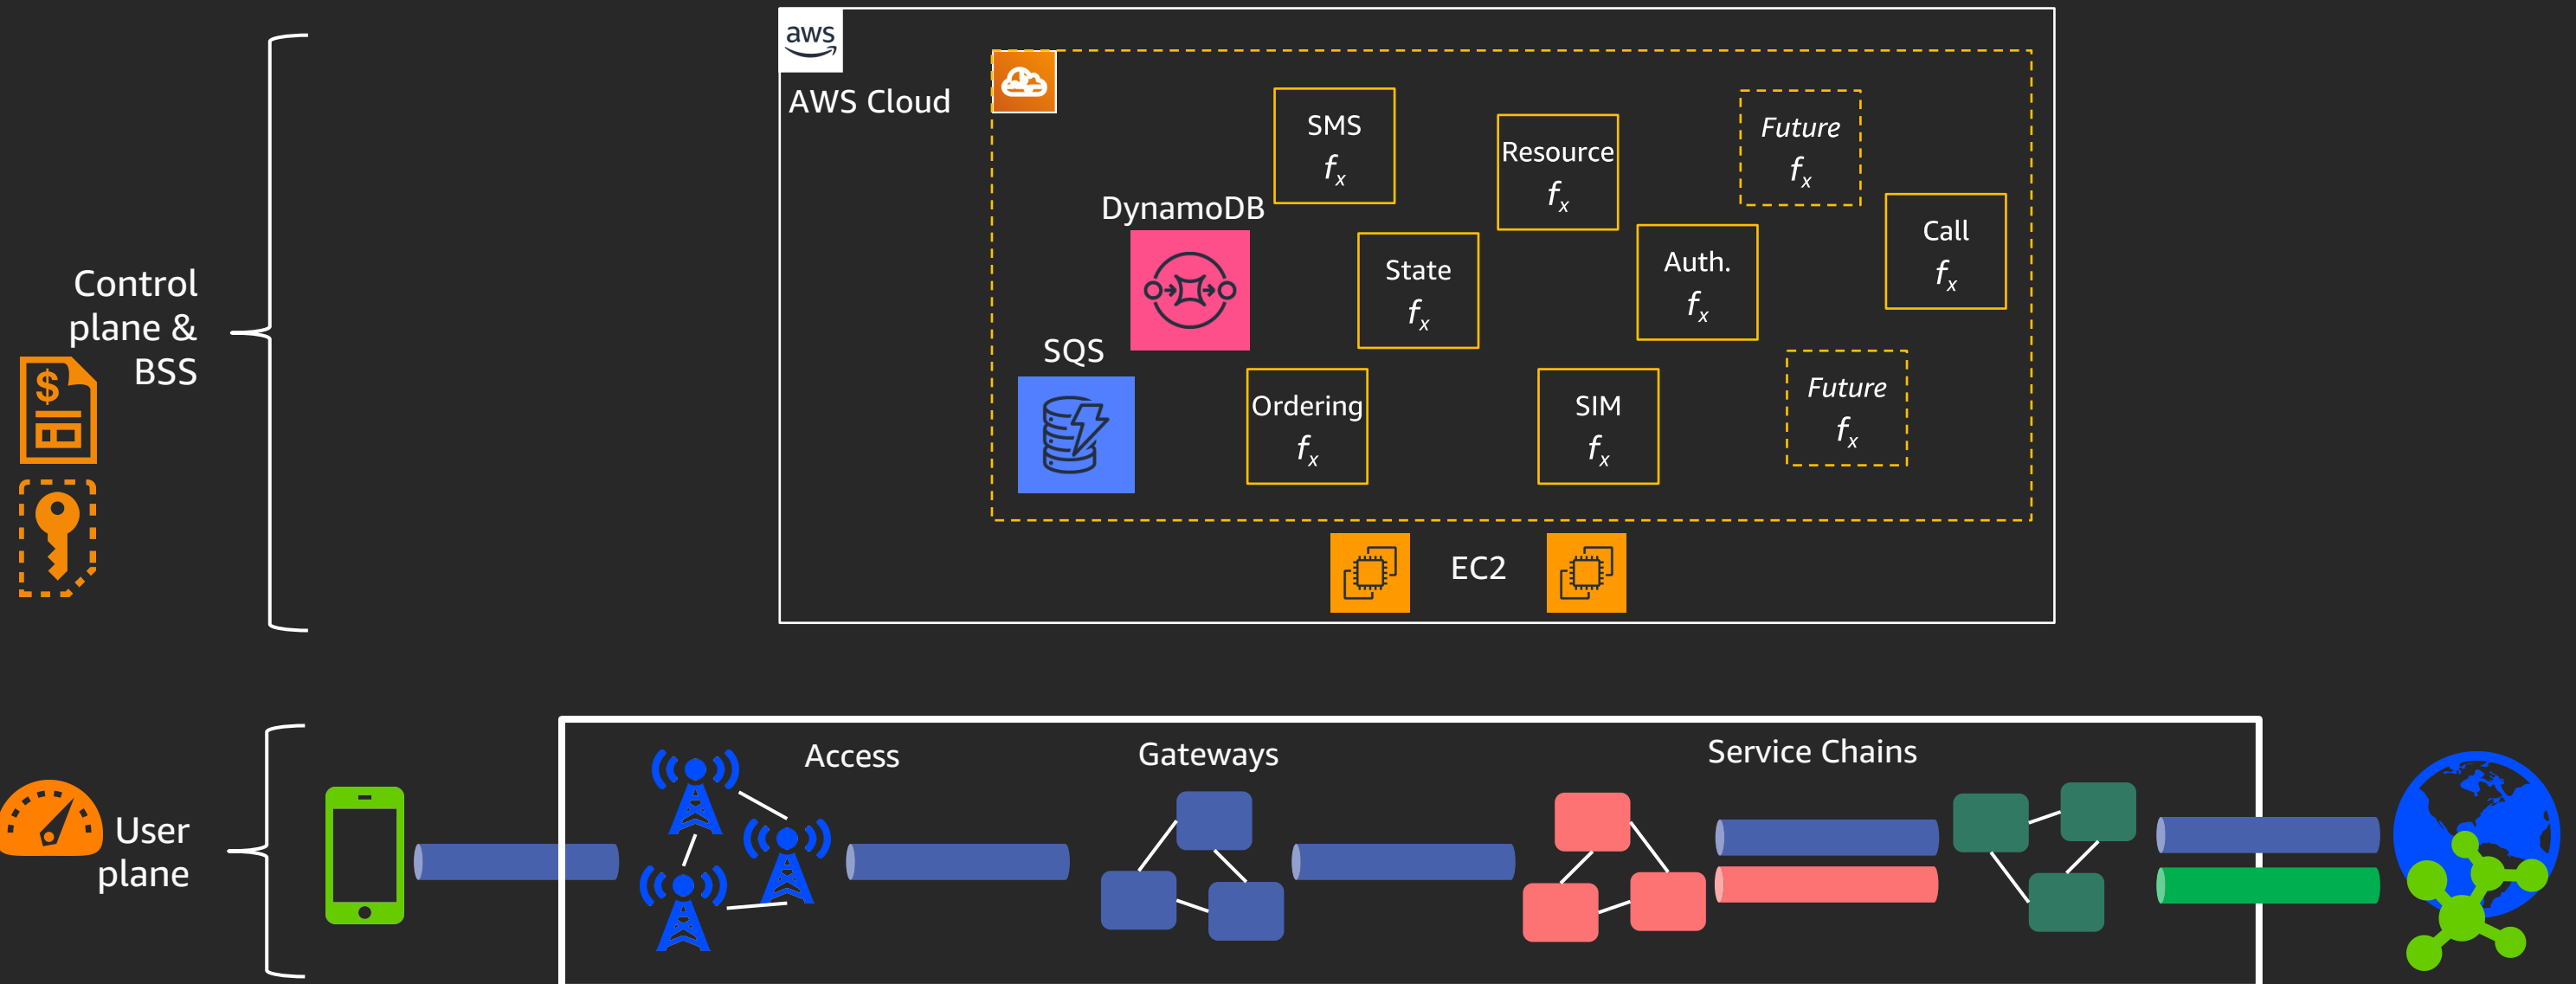 aws
AWS Cloud
SMS
fx
Resource
fx
Future
fx
DynamoDB
Call
fx
State
fx
Auth.
fx
Control
plane &
BSS
$
SQS
Ordering
fx
SIM
fx
Future
fx
EC2
Access
Gateways
Service Chains
User
plane